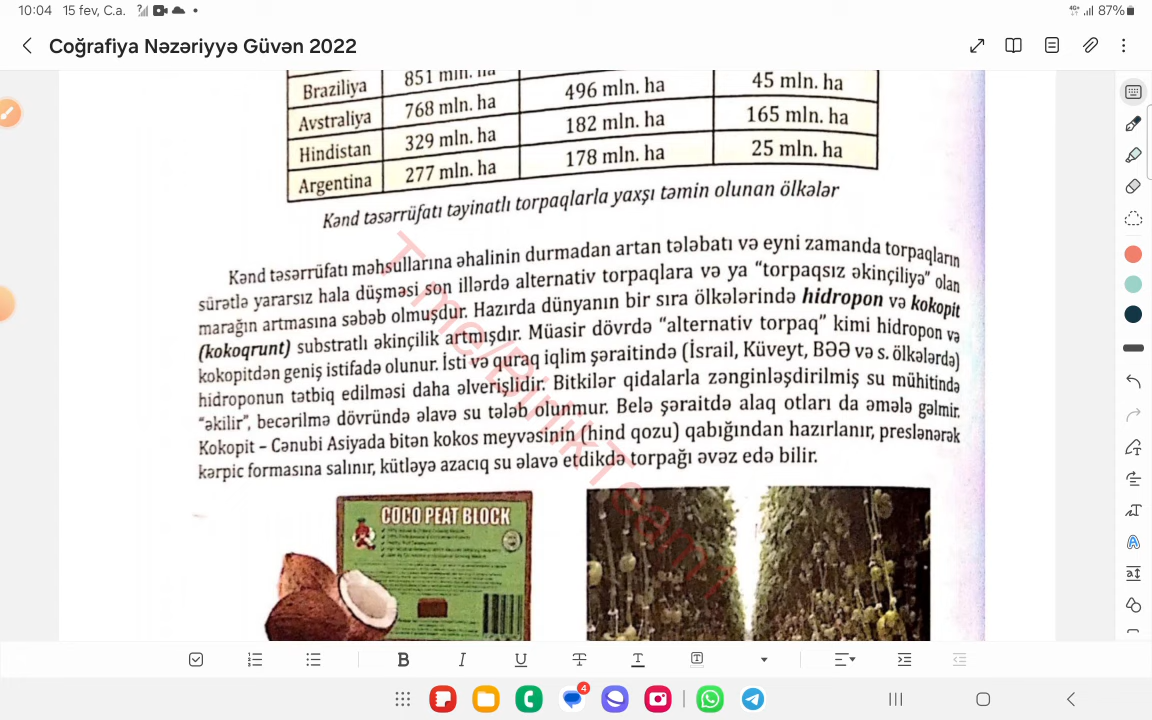 10:04 15 fev, C.a. 87%
Coğrafiya Nəzəriyyə Güvən 2022
Braziliya 851 mln. ha 496 mln. ha 45 mln. ha
Avstraliya 768 mln. ha 182 mln. ha 165 mln. ha
Hindistan 329 mln. ha 178 mln. ha 25 mln. ha
Argentina 277 mln. ha
Kənd təsərrüfatı təyinatlı torpaqlarla yaxşı təmin olunan ölkələr
Kənd təsərrüfatı məhsullarına əhalinin durmadan artan tələbatı və eyni zamanda torpaqların
sürətlə yararsız hala düşməsi son illərdə alternativ torpaqlara və ya “torpaqsız əkinçiliyə” olan
marağın artmasına səbəb olmuşdur. Hazırda dünyanın bir sıra ölkələrində hidropon və kokopit
(kokoqrunt) substratlı əkinçilik artmışdır. Müasir dövrdə “alternativ torpaq” kimi hidropon və
kokopitdən geniş istifadə olunur. İsti və quraq iqlim şəraitində (İsrail, Küveyt, BƏƏ və s. ölkələrdə)
hidroponun tətbiq edilməsi daha əlverişlidir. Bitkilər qidalarla zənginləşdirilmiş su mühitində
“əkilir”, becərilmə dövründə əlavə su tələb olunmur. Belə şəraitdə alaq otları da əmələ gəlmir.
Kokopit – Cənubi Asiyada bitən kokos meyvəsinin (hind qozu) qabığından hazırlanır, preslənərək
kərpic formasına salınır, kütləyə azacıq su əlavə etdikdə torpağı əvəz edə bilir.
T.me/BirlikTeam1
COCO PEAT BLOCK
B I U T T T
4